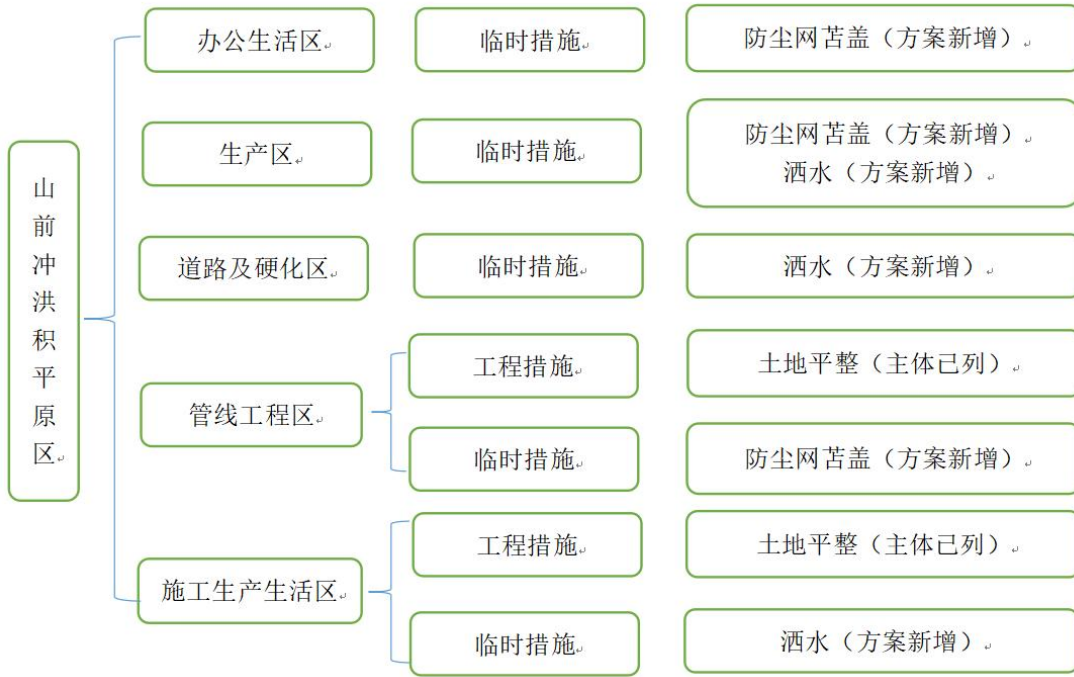 山前冲洪积平原区
办公生活区
临时措施
防尘网苫盖（方案新增）
生产区
临时措施
防尘网苫盖（方案新增）
洒水（方案新增）
道路及硬化区
临时措施
洒水（方案新增）
管线工程区
工程措施
土地平整（主体已列）
临时措施
防尘网苫盖（方案新增）
施工生产生活区
工程措施
土地平整（主体已列）
临时措施
洒水（方案新增）